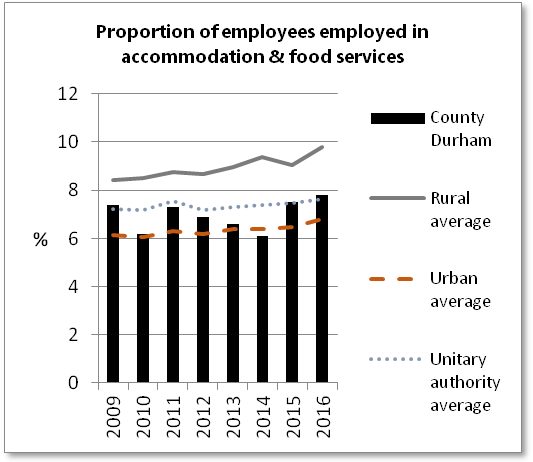 Proportion of employees employed in
accommodation & food services
12
10
8
6
4
2
0
%
2009
2010
2011
2012
2013
2014
2015
2016
County
Durham
Rural
average
Urban
average
Unitary
authority
average